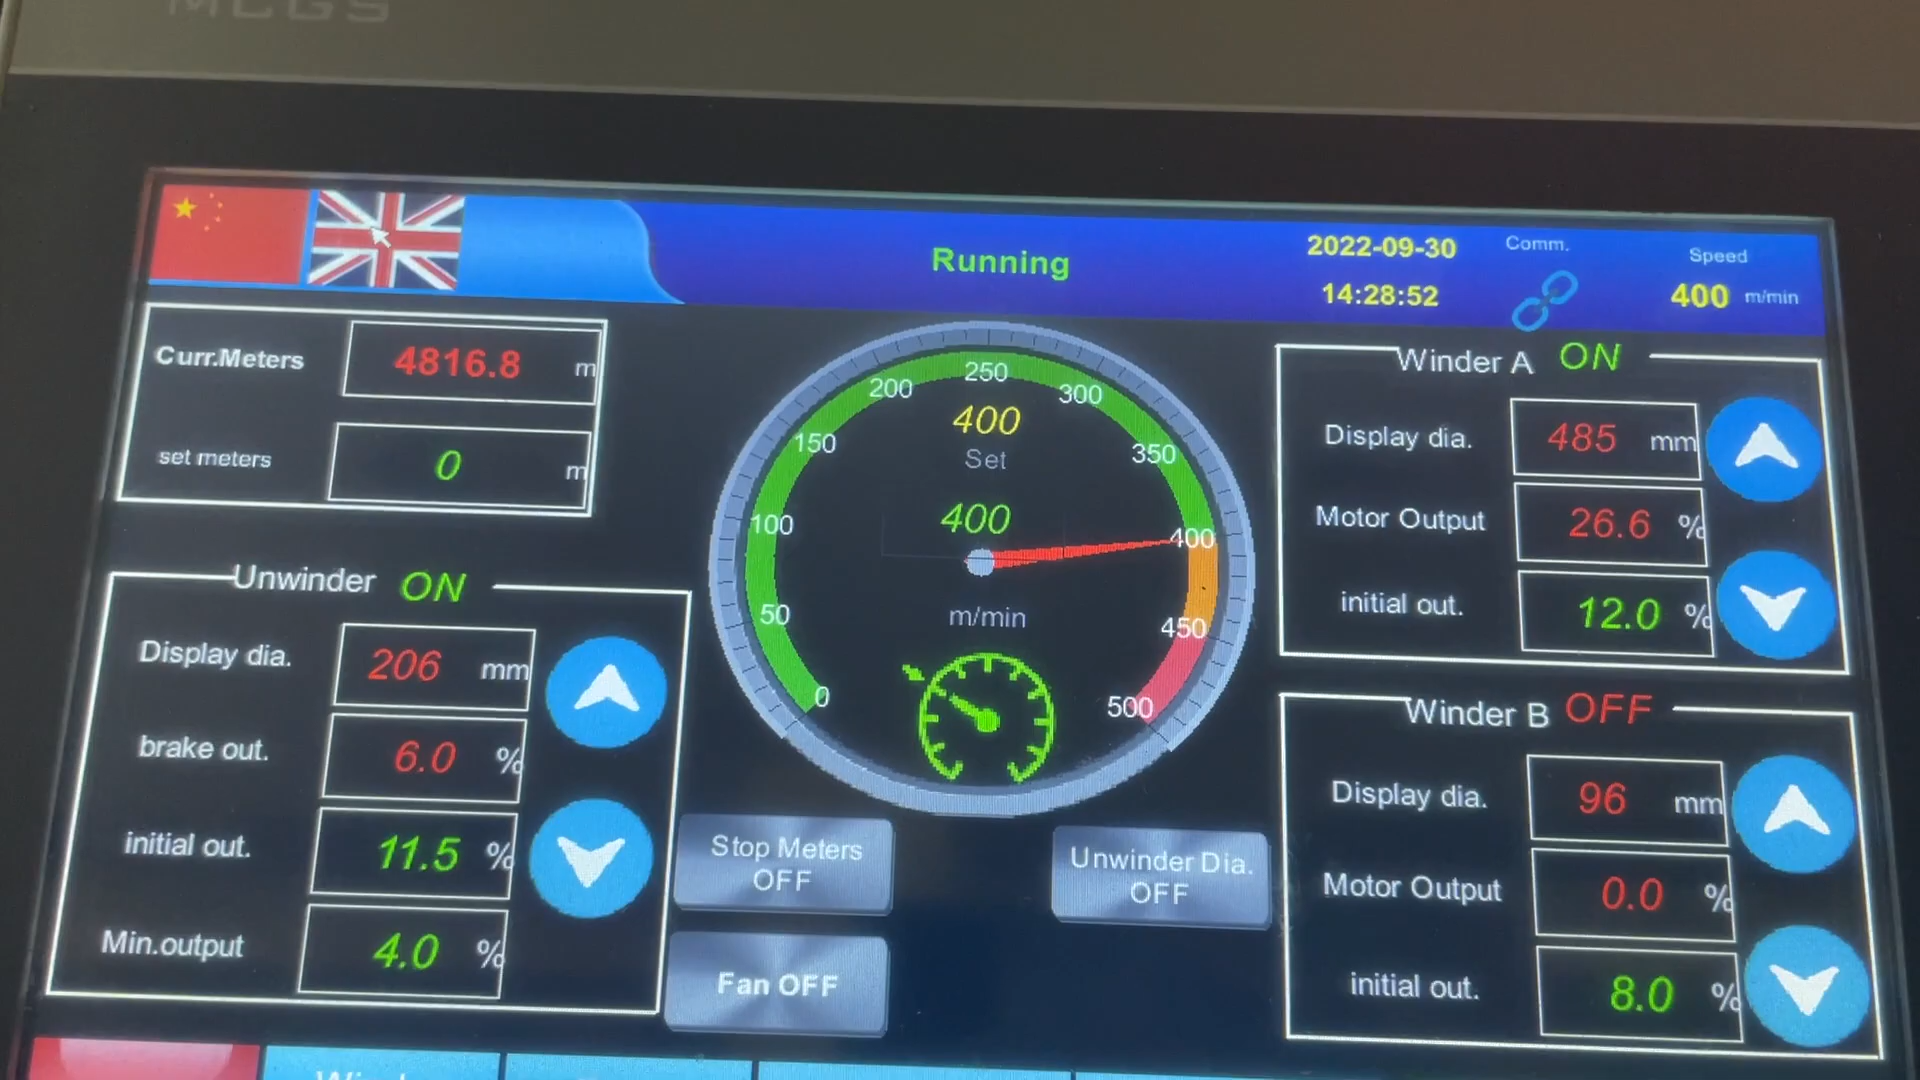 MCGS
Running
2022-09-30
14:28:52
Comm.
Speed
400 m/min
Curr.Meters 4816.8 m
set meters 0 m
Unwinder ON
Display dia. 206 mm
brake out. 6.0 %
initial out. 11.5 %
Min.output 4.0 %
0
50
100
150
200
250
300
350
400
450
500
400
Set
400
m/min
Stop Meters
OFF
Unwinder Dia.
OFF
Fan OFF
Winder A ON
Display dia. 485 mm
Motor Output 26.6 %
initial out. 12.0 %
Winder B OFF
Display dia. 96 mm
Motor Output 0.0 %
initial out. 8.0 %